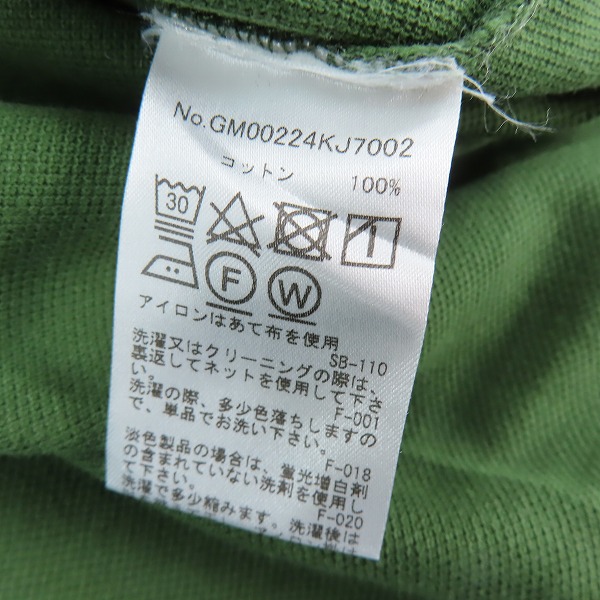 No.GM00224KJ7002
コットン 100%
30
F W
アイロンはあて布を使用
SB-110
洗濯又はクリーニングの際は、
裏返してネットを使用して下さ
い。 F-001
洗濯の際、多少色落ちしますの
で、単品でお洗い下さい。
F-018
淡色製品の場合は、蛍光増白剤
の含まれていない洗剤を使用し
て下さい。 F-020
洗濯で多少縮みます。洗濯後は